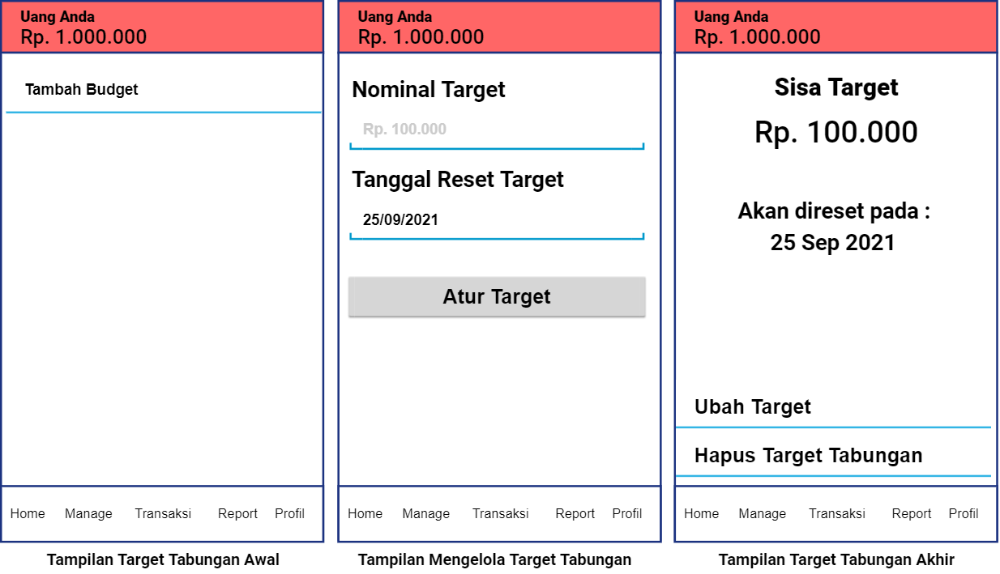 Uang Anda
Rp. 1.000.000
Tambah Budget
Home Manage Transaksi Report Profil
Tampilan Target Tabungan Awal
Uang Anda
Rp. 1.000.000
Nominal Target
Rp. 100.000
Tanggal Reset Target
25/09/2021
Atur Target
Home Manage Transaksi Report Profil
Tampilan Mengelola Target Tabungan
Uang Anda
Rp. 1.000.000
Sisa Target
Rp. 100.000
Akan direset pada :
25 Sep 2021
Ubah Target
Hapus Target Tabungan
Home Manage Transaksi Report Profil
Tampilan Target Tabungan Akhir